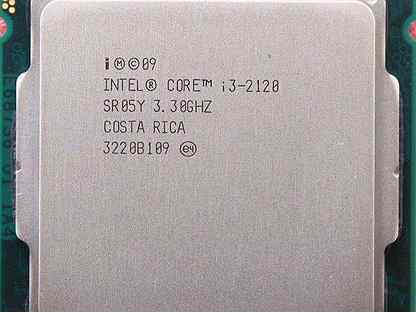 i Ⓜ©09
INTEL® CORE™ i3-2120
SR05Y 3.30GHZ
COSTA RICA
3220B109 e4